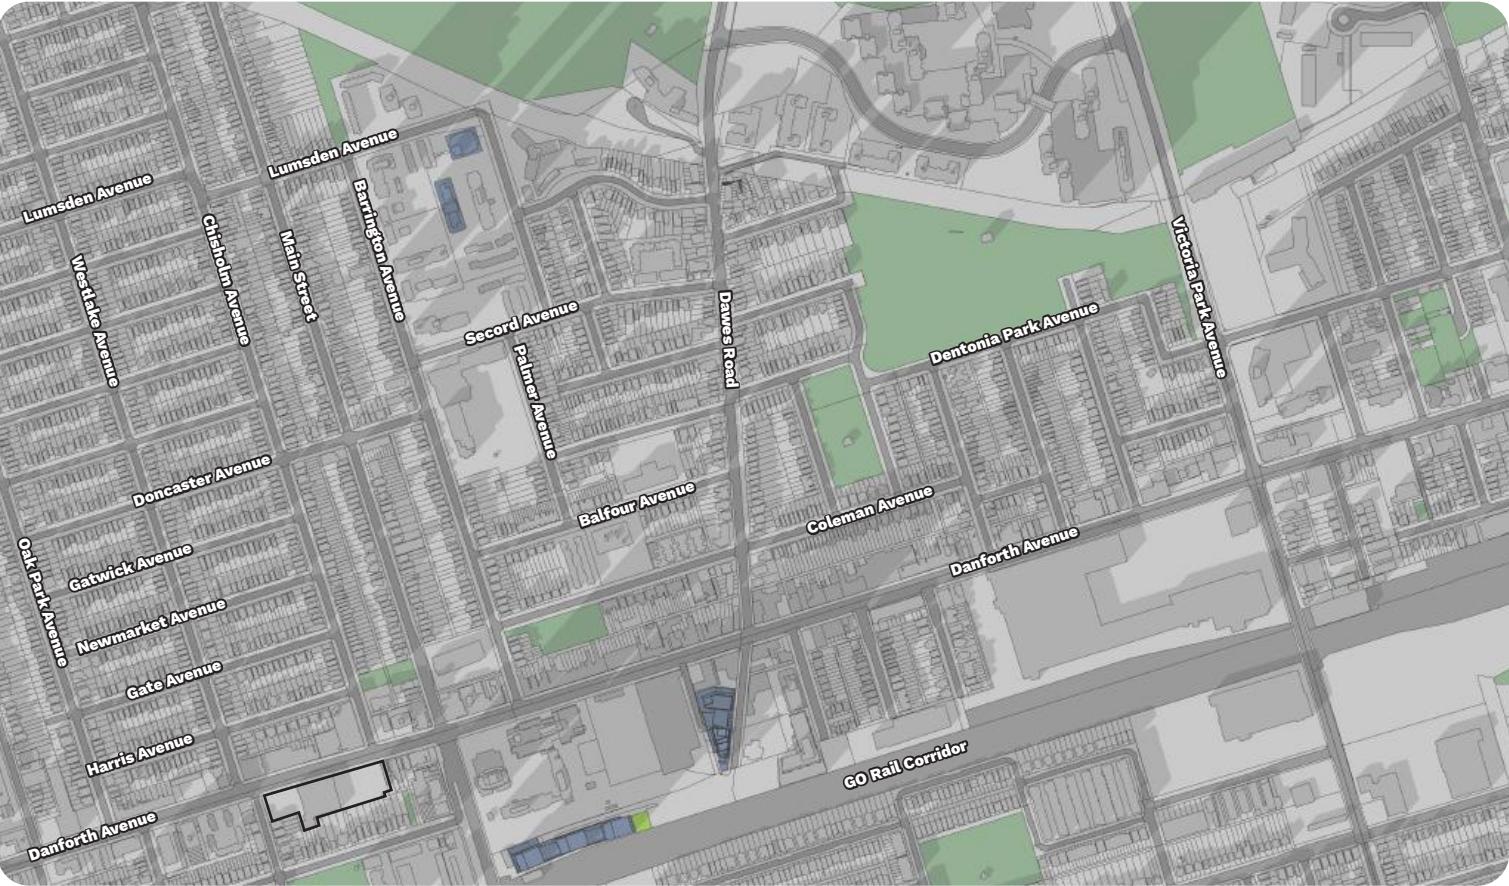 Lumsden Avenue
Lumsden Avenue
Barrington Avenue
Chisholm Avenue
Main Street
Westlake Avenue
Victoria Park Avenue
Dawes Road
Secord Avenue
Dentonia Park Avenue
Palmer Avenue
Doncaster Avenue
Balfour Avenue
Coleman Avenue
Oak Park Avenue
Gatwick Avenue
Danforth Avenue
Newmarket Avenue
Gate Avenue
Harris Avenue
GO Rail Corridor
Danforth Avenue